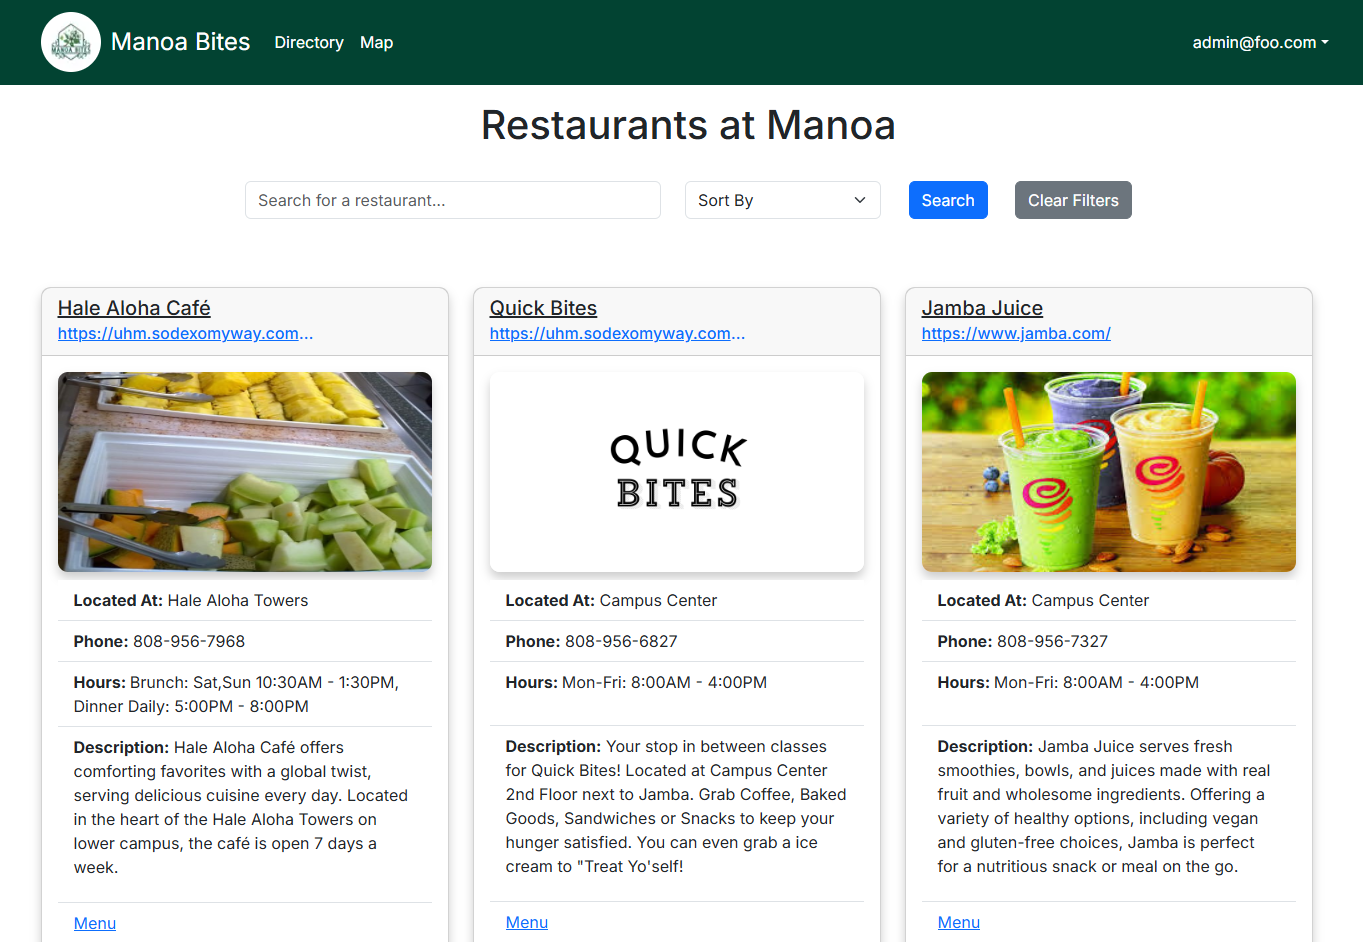 MANOA BITES
Manoa Bites
Directory
Map
admin@foo.com
Restaurants at Manoa
Search for a restaurant...
Sort By
Search
Clear Filters
Hale Aloha Café
https://uhm.sodexomyway.com...
Located At: Hale Aloha Towers
Phone: 808-956-7968
Hours: Brunch: Sat,Sun 10:30AM - 1:30PM,
Dinner Daily: 5:00PM - 8:00PM
Description: Hale Aloha Café offers
comforting favorites with a global twist,
serving delicious cuisine every day. Located
in the heart of the Hale Aloha Towers on
lower campus, the café is open 7 days a
week.
Menu
Quick Bites
https://uhm.sodexomyway.com...
QUICK
BITES
Located At: Campus Center
Phone: 808-956-6827
Hours: Mon-Fri: 8:00AM - 4:00PM
Description: Your stop in between classes
for Quick Bites! Located at Campus Center
2nd Floor next to Jamba. Grab Coffee, Baked
Goods, Sandwiches or Snacks to keep your
hunger satisfied. You can even grab a ice
cream to "Treat Yo'self!
Menu
Jamba Juice
https://www.jamba.com/
Located At: Campus Center
Phone: 808-956-7327
Hours: Mon-Fri: 8:00AM - 4:00PM
Description: Jamba Juice serves fresh
smoothies, bowls, and juices made with real
fruit and wholesome ingredients. Offering a
variety of healthy options, including vegan
and gluten-free choices, Jamba is perfect
for a nutritious snack or meal on the go.
Menu